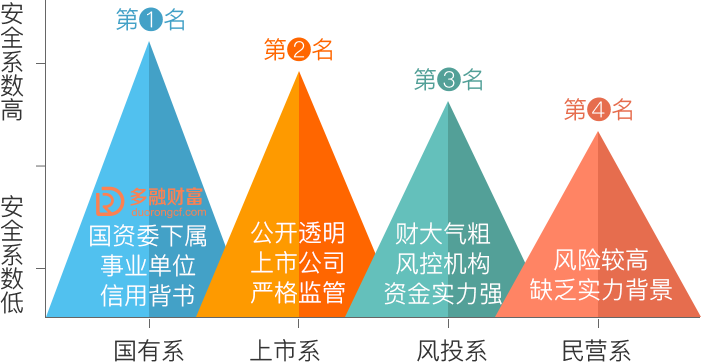 安全系数高
安全系数低
第1名
第2名
第3名
第4名
多融财富
duorongcf.com
国资委下属
事业单位
信用背书
公开透明
上市公司
严格监管
财大气粗
风控机构
资金实力强
风险较高
缺乏实力背景
国有系
上市系
风投系
民营系